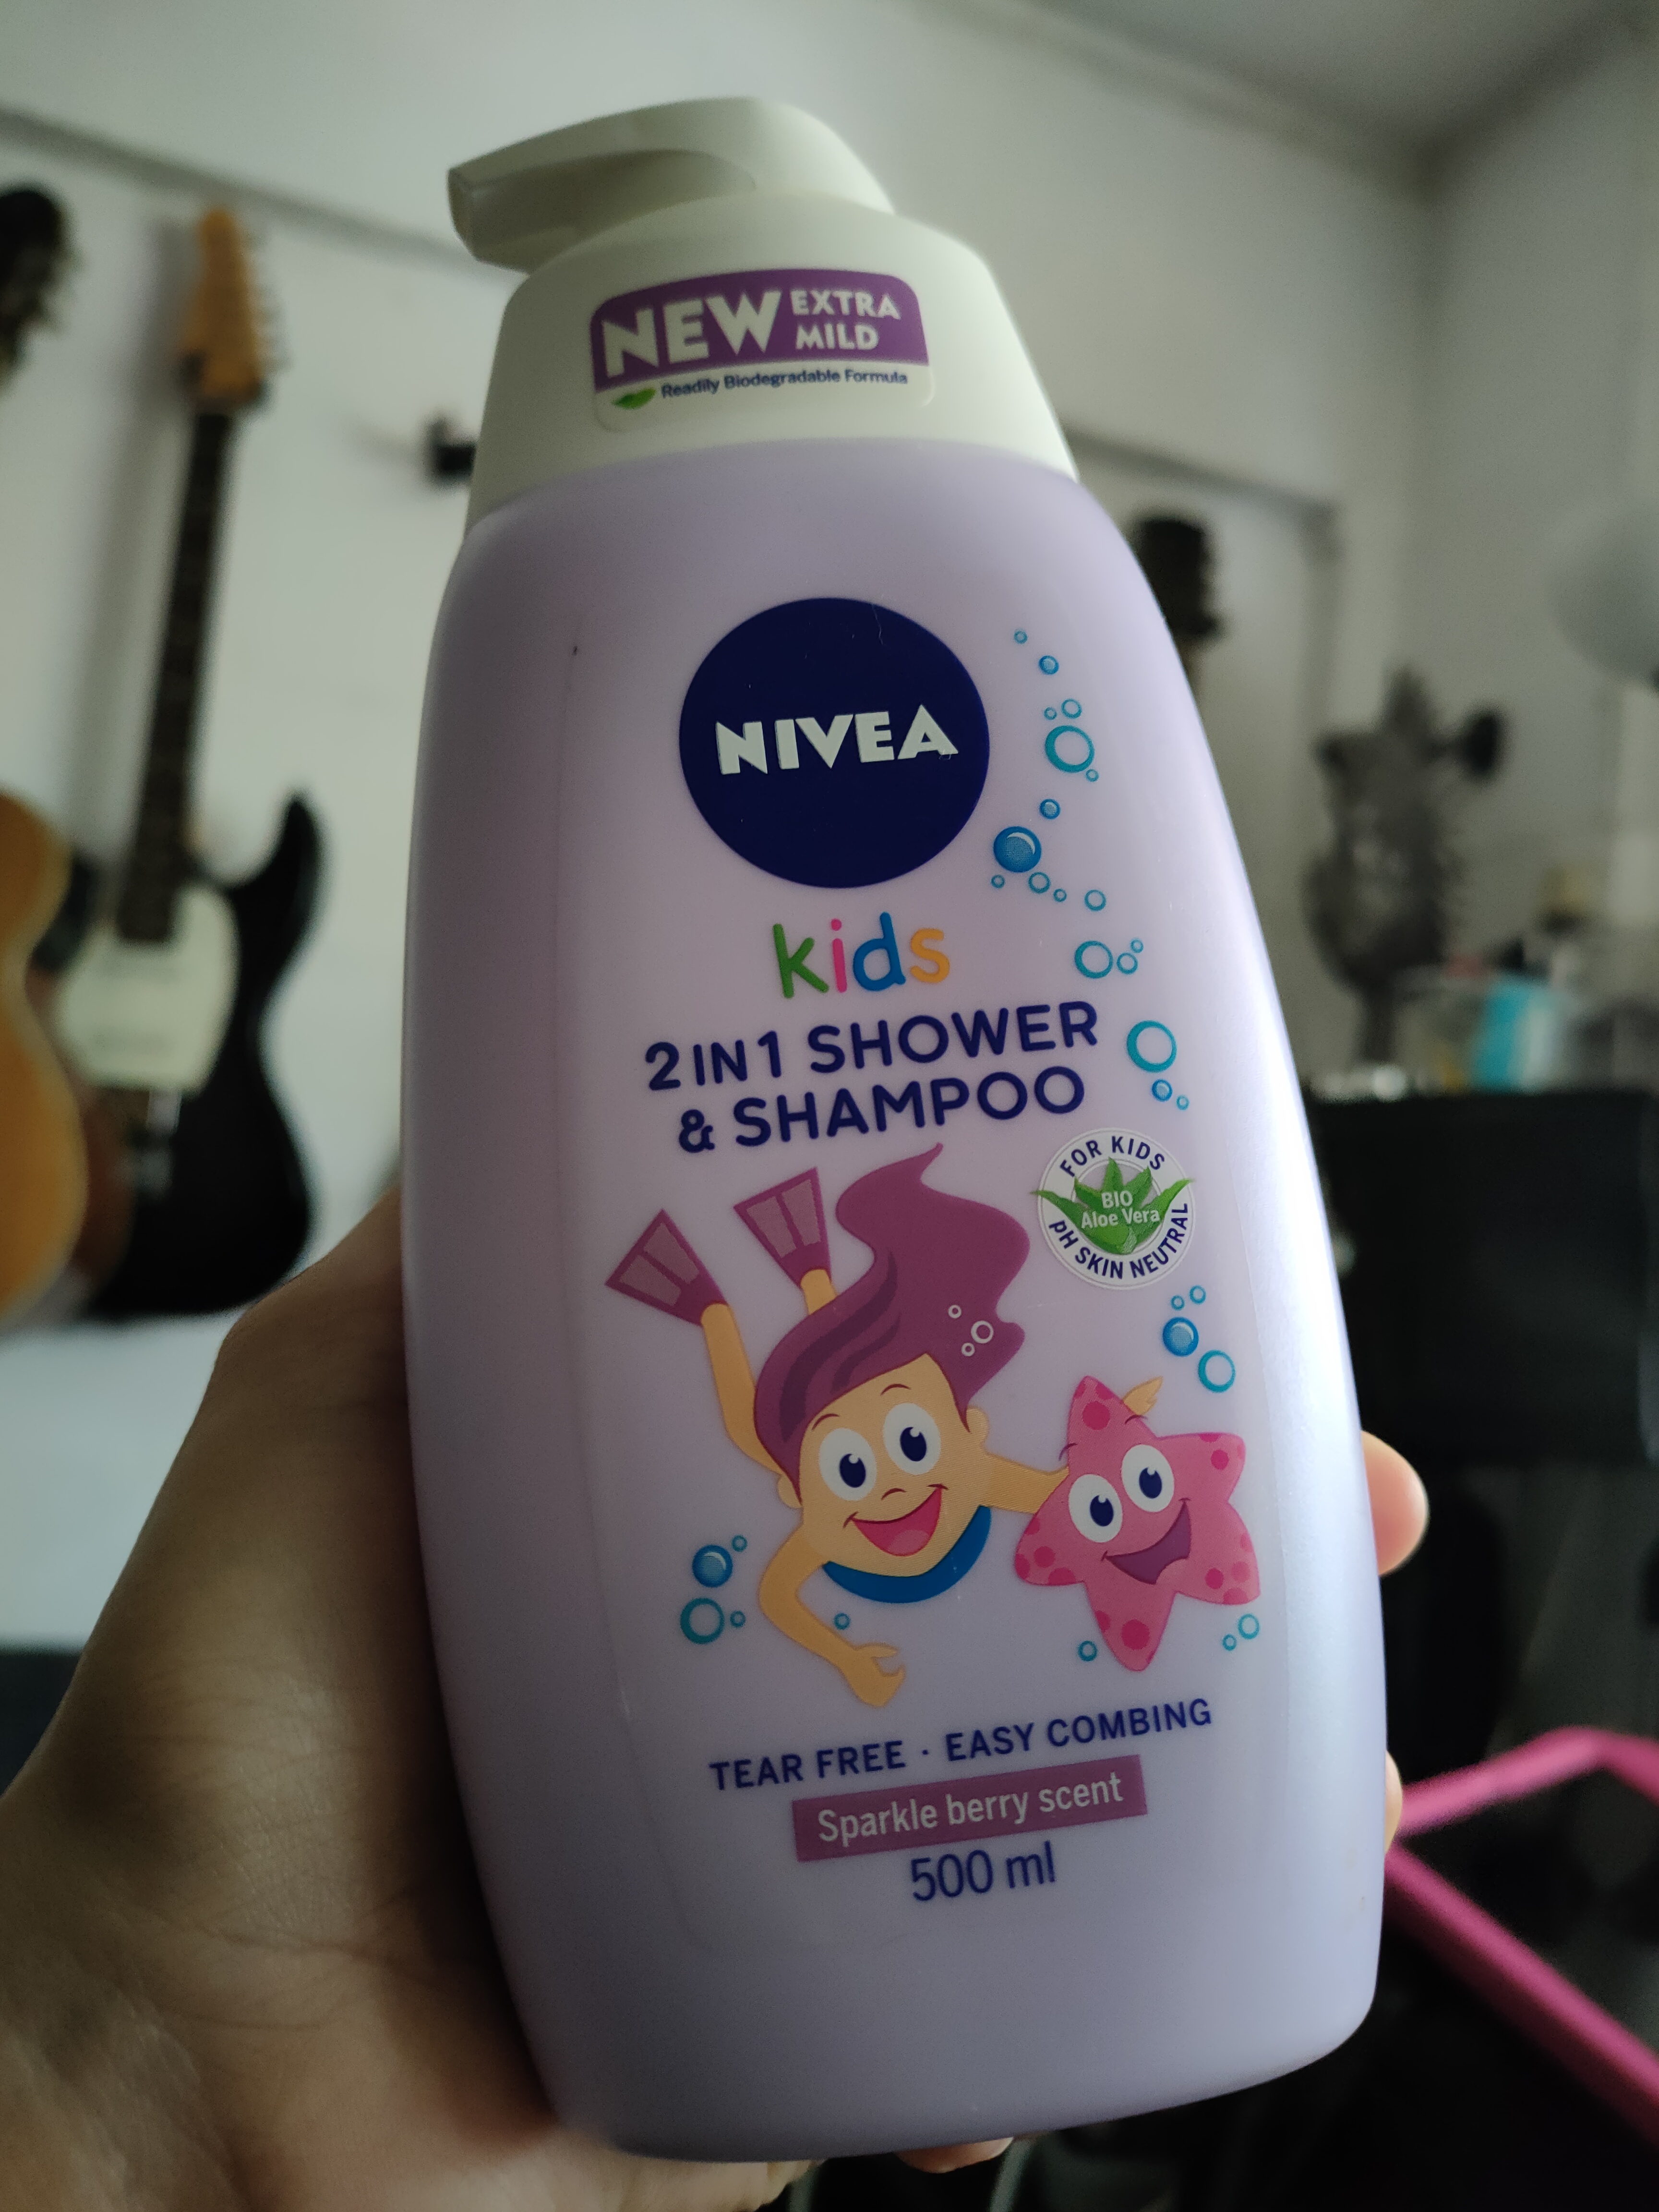 NEW EXTRA
MILD
Readily Biodegradable Formula
NIVEA
kids
2 IN 1 SHOWER
& SHAMPOO
FOR KIDS
BIO
Aloe Vera
pH SKIN NEUTRAL
TEAR FREE · EASY COMBING
Sparkle berry scent
500 ml